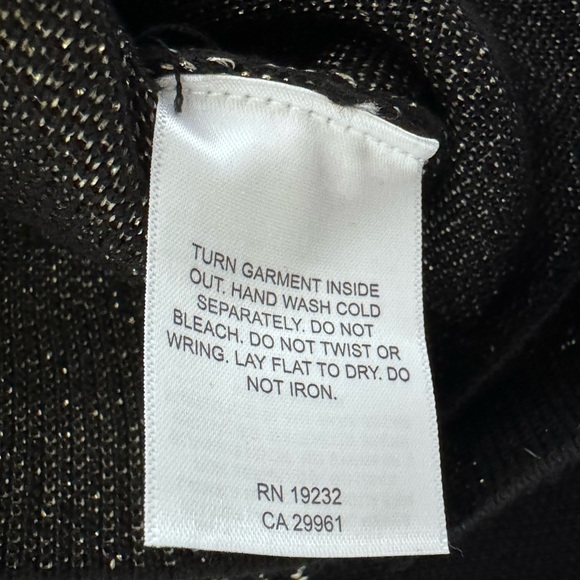 TURN GARMENT INSIDE
OUT. HAND WASH COLD
SEPARATELY. DO NOT
BLEACH. DO NOT TWIST OR
WRING. LAY FLAT TO DRY. DO
NOT IRON.
RN 19232
CA 29961